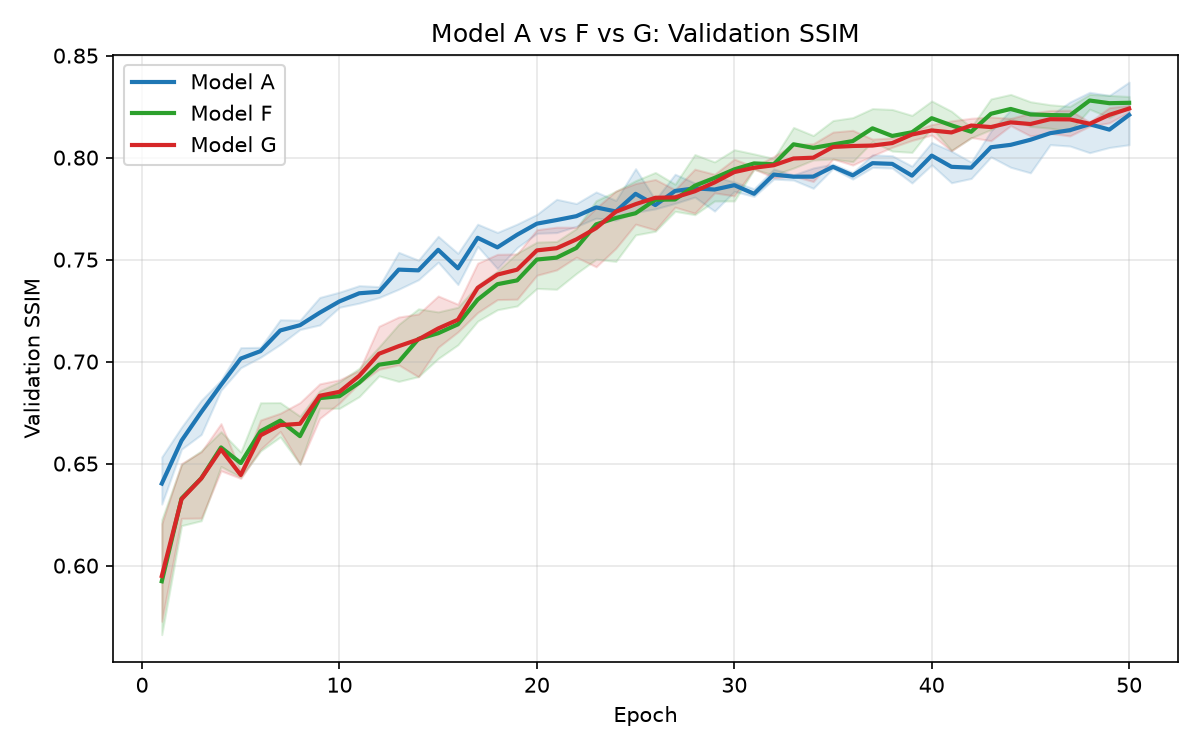 Model A vs F vs G: Validation SSIM
Model A
Model F
Model G
Validation SSIM
0.85
0.80
0.75
0.70
0.65
0.60
0 10 20 30 40 50
Epoch